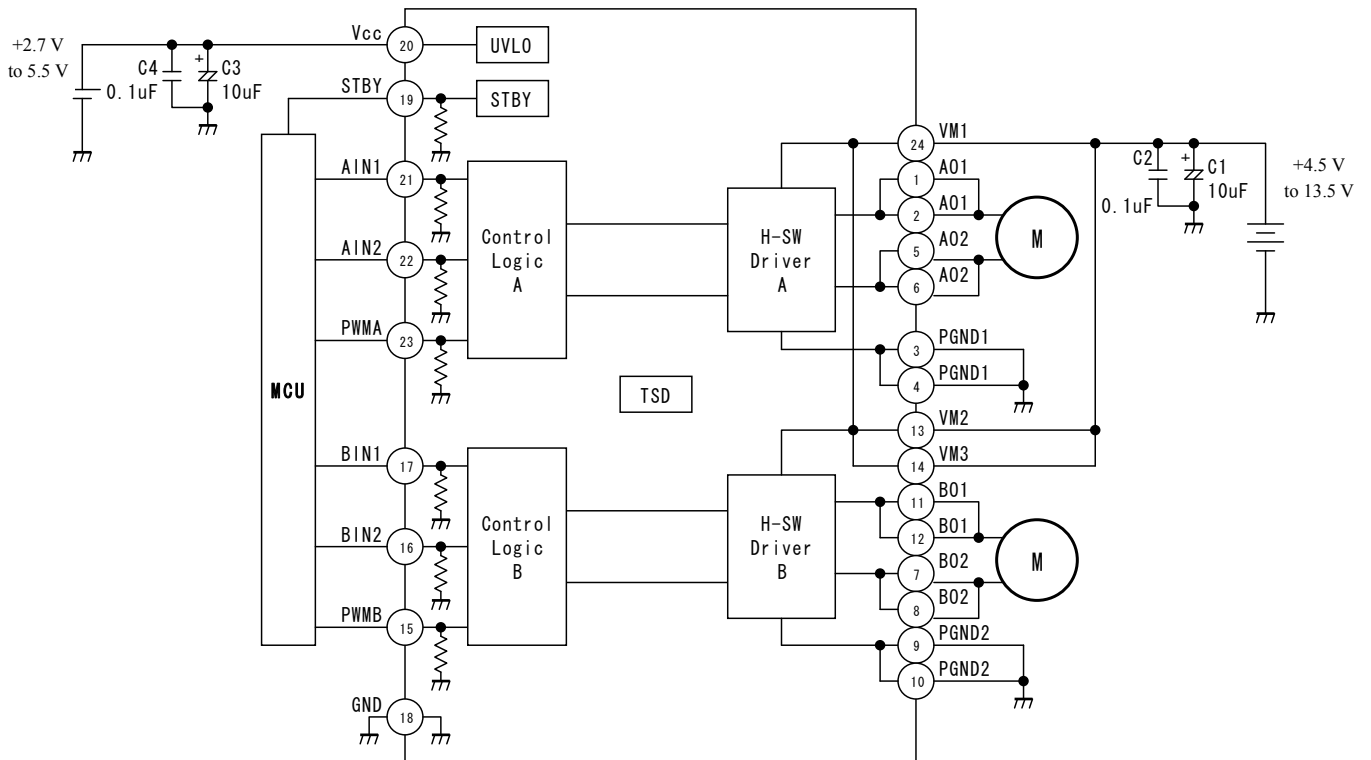 Vcc
20
UVLO
+2.7 V
to 5.5 V
C4
0.1uF
+
C3
10uF
STBY
19
STBY
AIN1
21
AIN2
22
PWMA
23
Control
Logic
A
H-SW
Driver
A
VM1
24
AO1
1
AO1
2
AO2
5
AO2
6
M
C2
0.1uF
+
C1
10uF
+4.5 V
to 13.5 V
PGND1
3
PGND1
4
MCU
TSD
VM2
13
VM3
14
BIN1
17
BIN2
16
PWMB
15
Control
Logic
B
H-SW
Driver
B
BO1
11
BO1
12
BO2
7
BO2
8
M
PGND2
9
PGND2
10
GND
18